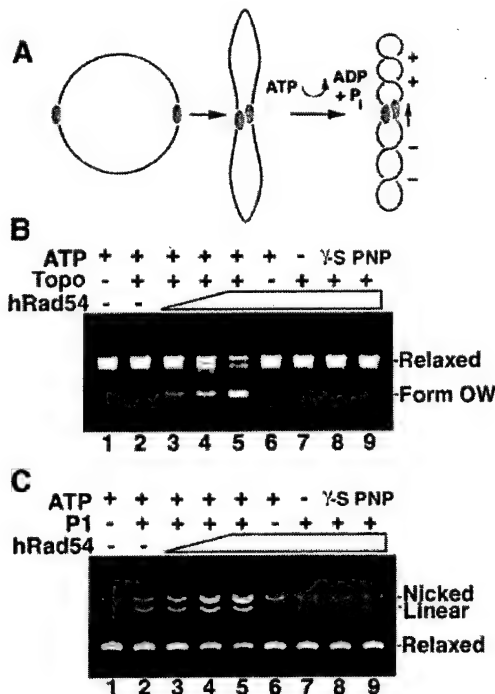 A
ATP ADP + Pi
+
+
−
−
B
ATP + + + + + + - γ-S PNP
Topo - + + + + - + + +
hRad54 - -
Relaxed
Form OW
1 2 3 4 5 6 7 8 9
C
ATP + + + + + + - γ-S PNP
P1 - + + + + - + + +
hRad54 - -
Nicked
Linear
Relaxed
1 2 3 4 5 6 7 8 9